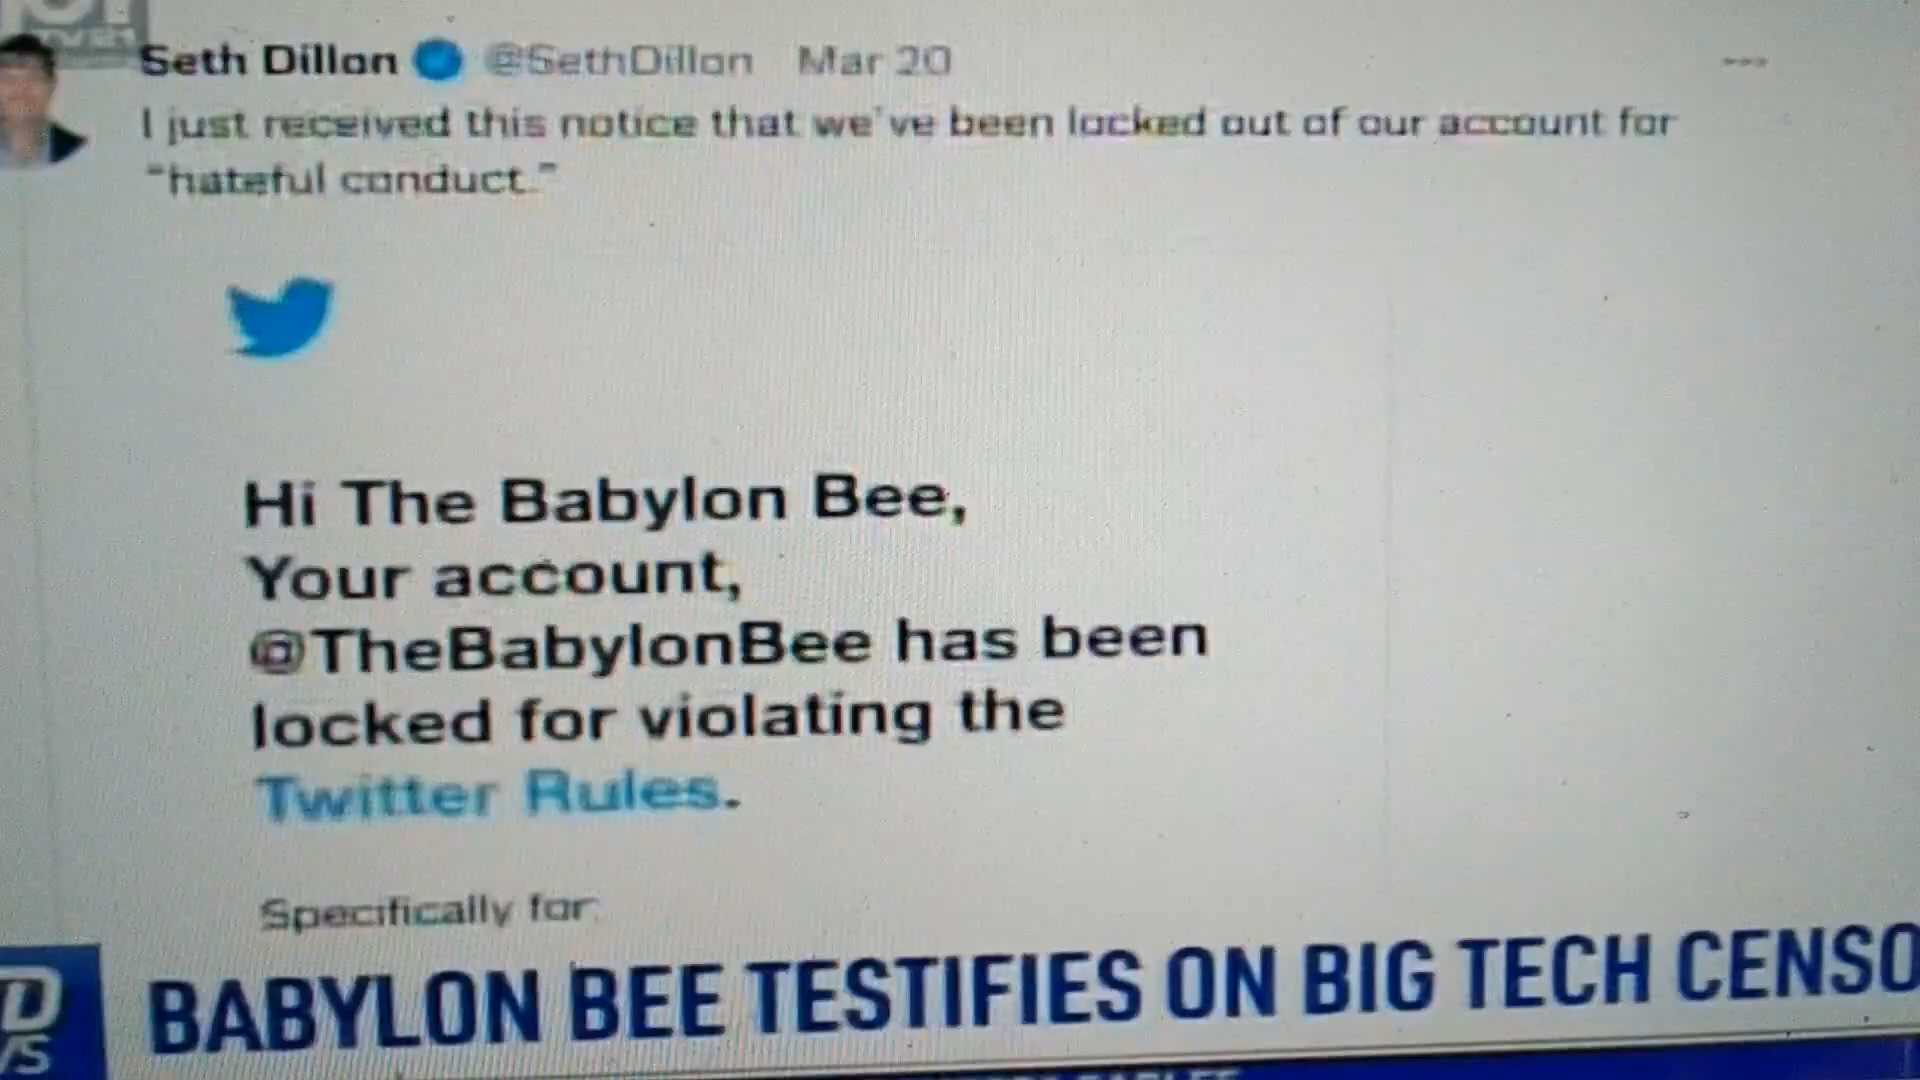 Seth Dillon @SethDillon Mar 20
I just received this notice that we've been locked out of our account for
"hateful conduct."
Hi The Babylon Bee,
Your account,
@TheBabylonBee has been
locked for violating the
Twitter Rules.
Specifically for:
BABYLON BEE TESTIFIES ON BIG TECH CENSO